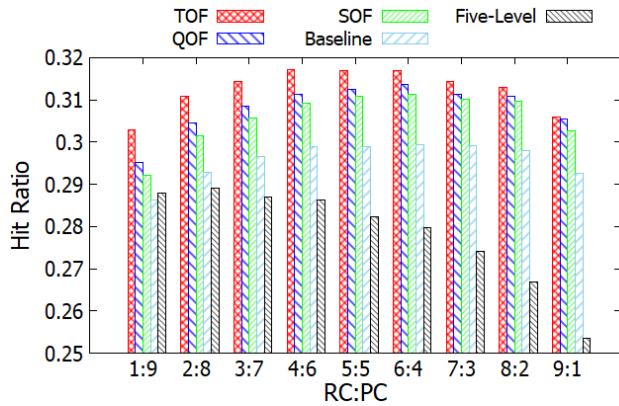 TOF SOF Five-Level
QOF Baseline
0.32
0.31
0.3
0.29
0.28
0.27
0.26
0.25
Hit Ratio
1:9 2:8 3:7 4:6 5:5 6:4 7:3 8:2 9:1
RC:PC